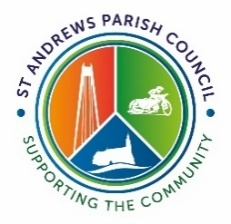 ST ANDREWS PARISH COUNCIL
SUPPORTING THE COMMUNITY